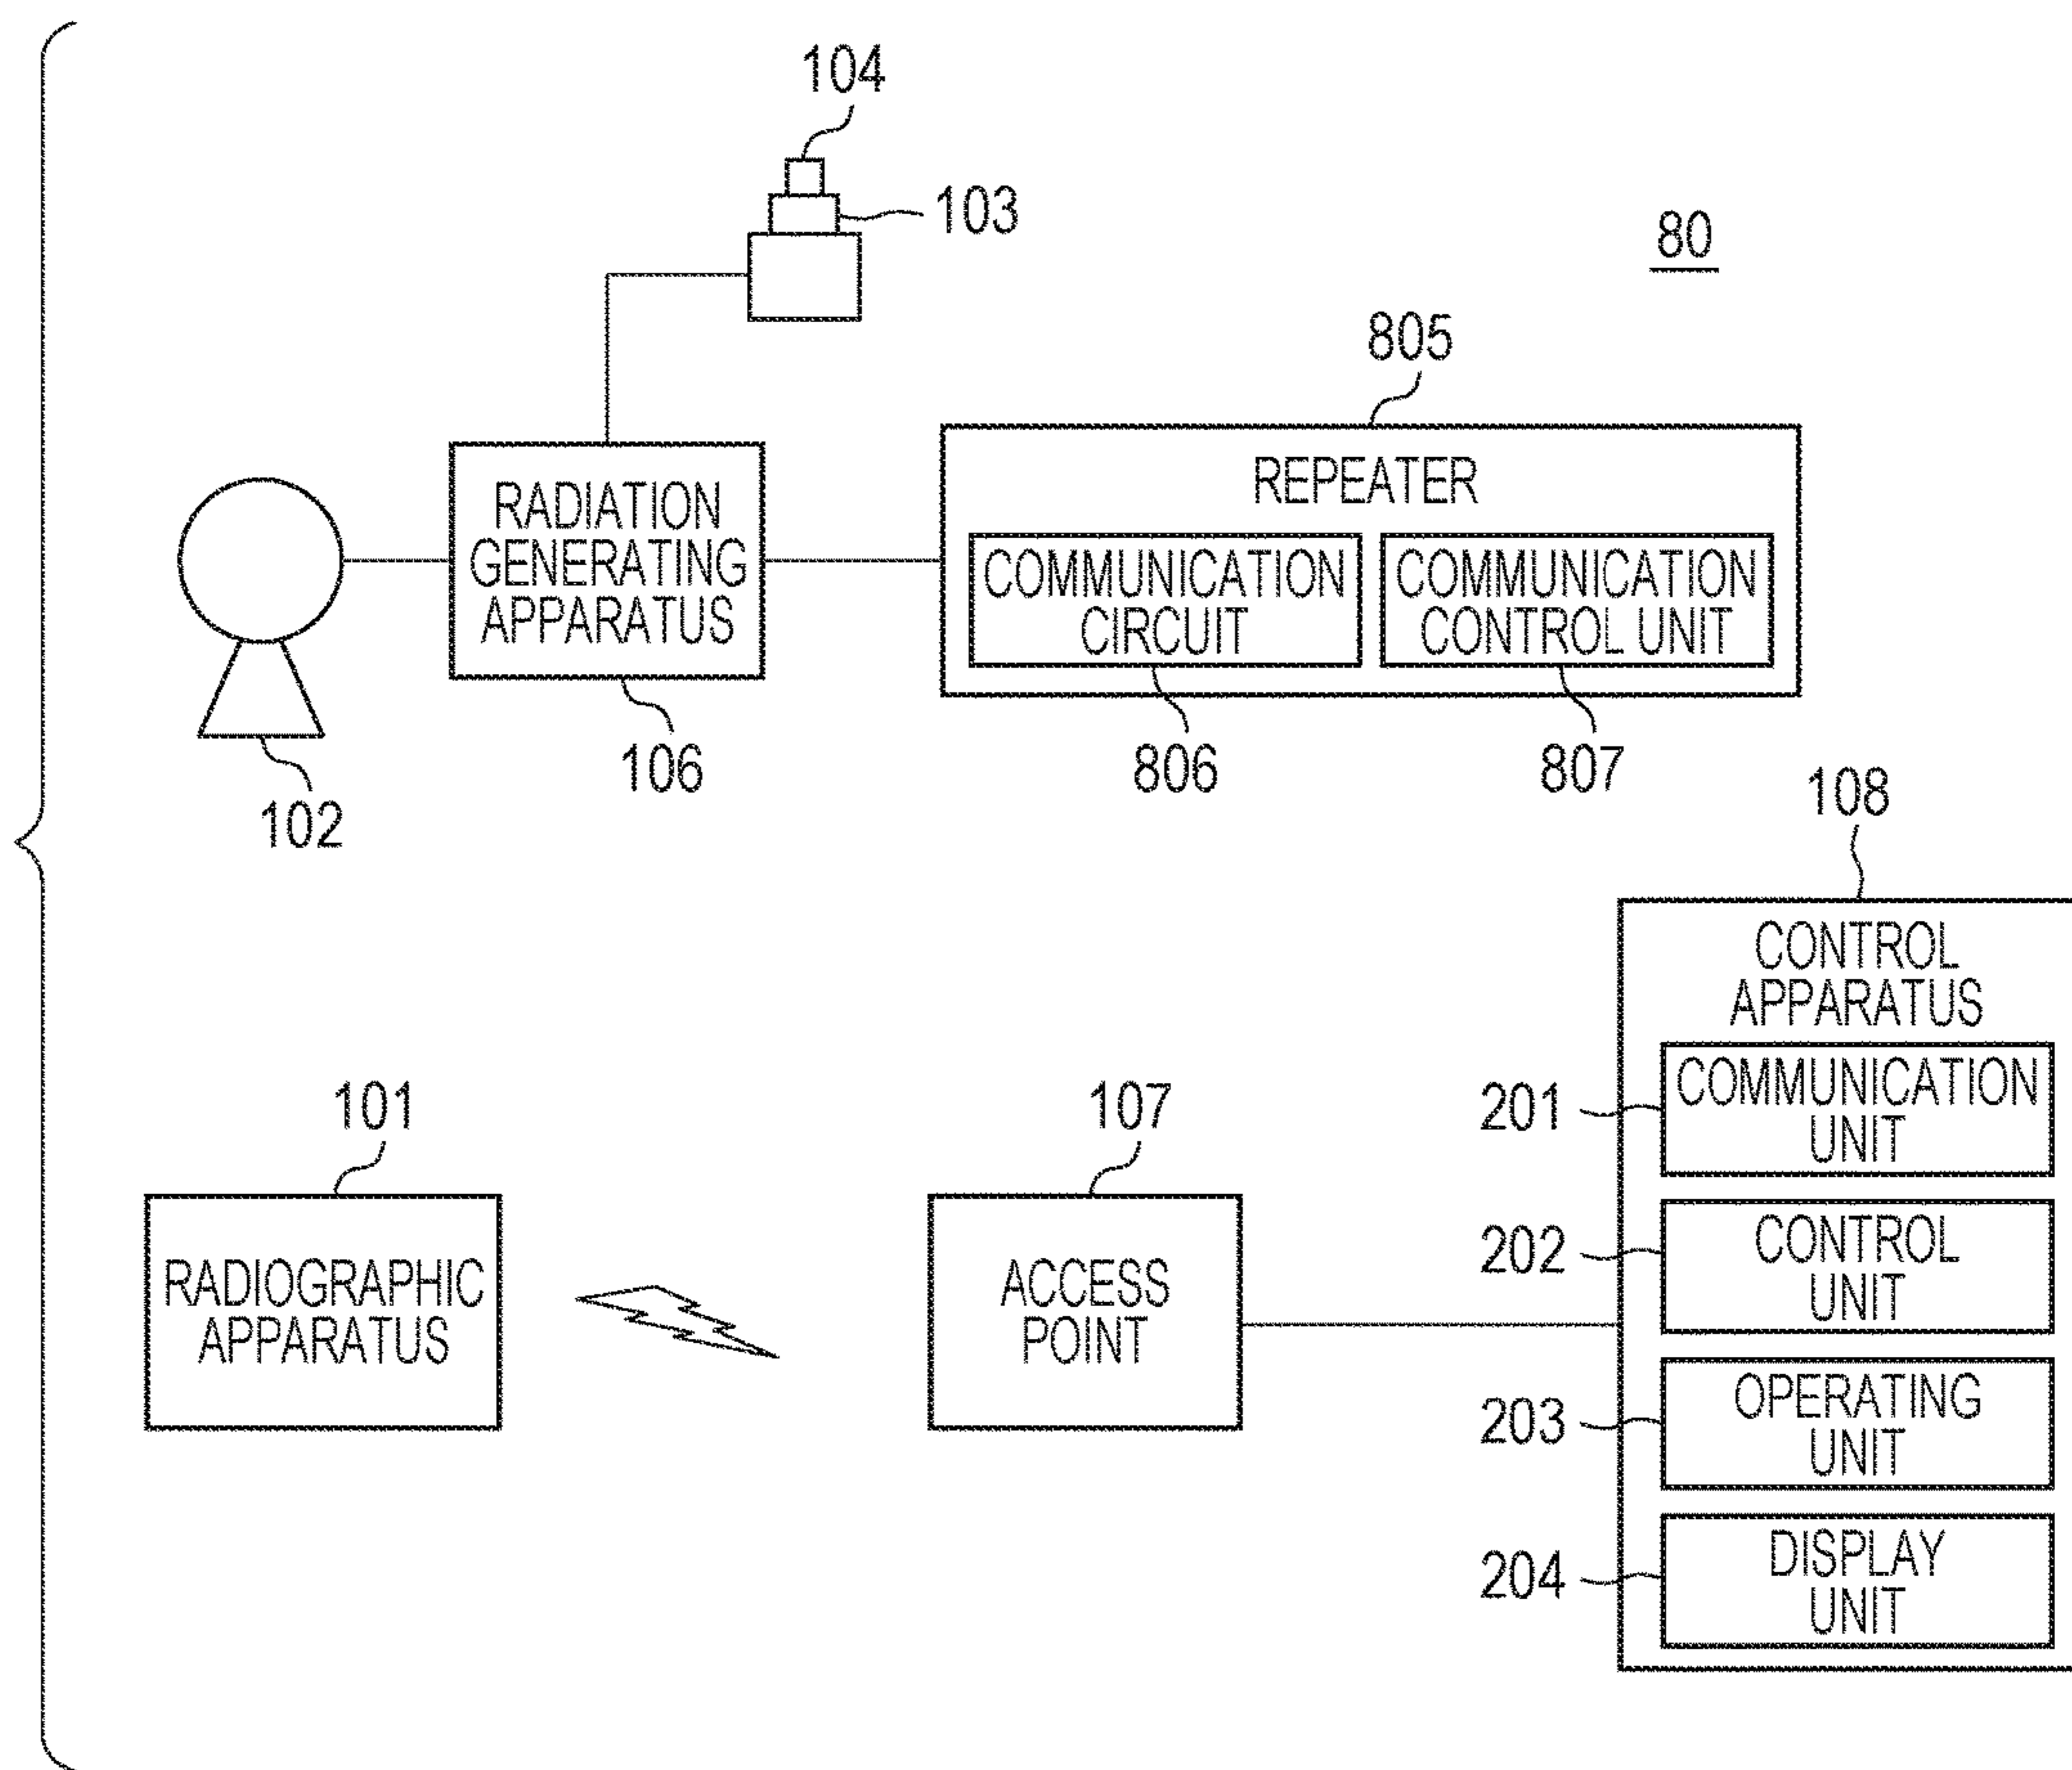 104
103
80
805
RADIATION
GENERATING
APPARATUS
REPEATER
COMMUNICATION
CIRCUIT
COMMUNICATION
CONTROL UNIT
102
106
806
807
108
CONTROL
APPARATUS
201
COMMUNICATION
UNIT
202
CONTROL
UNIT
203
OPERATING
UNIT
204
DISPLAY
UNIT
101
RADIOGRAPHIC
APPARATUS
107
ACCESS
POINT